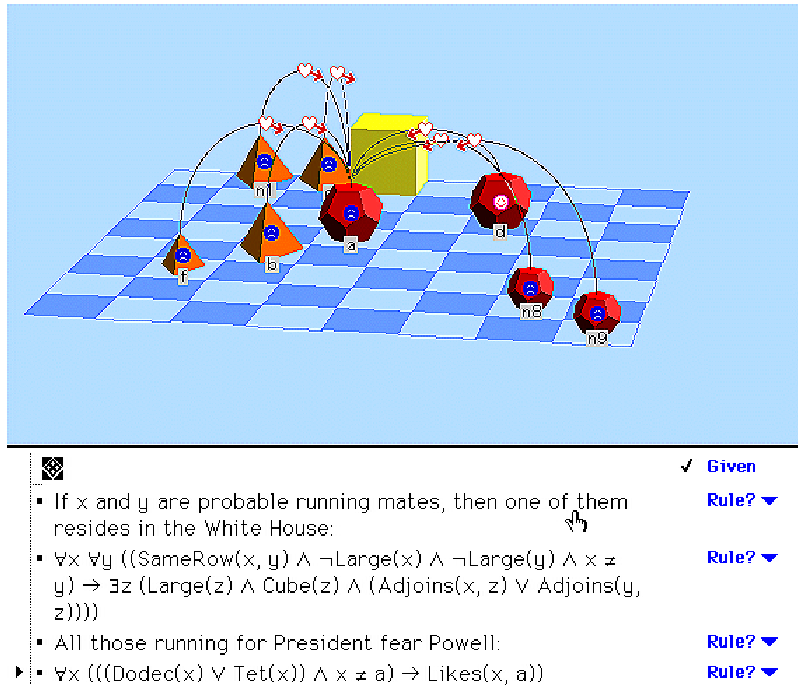 n1
a
d
b
f
n8
n9
✓ Given
If x and y are probable running mates, then one of them
Rule?
resides in the White House:
∀x ∀y ((SameRow(x, y) ∧ ¬Large(x) ∧ ¬Large(y) ∧ x ≠
Rule?
y) → ∃z (Large(z) ∧ Cube(z) ∧ (Adjoins(x, z) ∨ Adjoins(y,
z))))
All those running for President fear Powell:
Rule?
∀x (((Dodec(x) ∨ Tet(x)) ∧ x ≠ a) → Likes(x, a))
Rule?